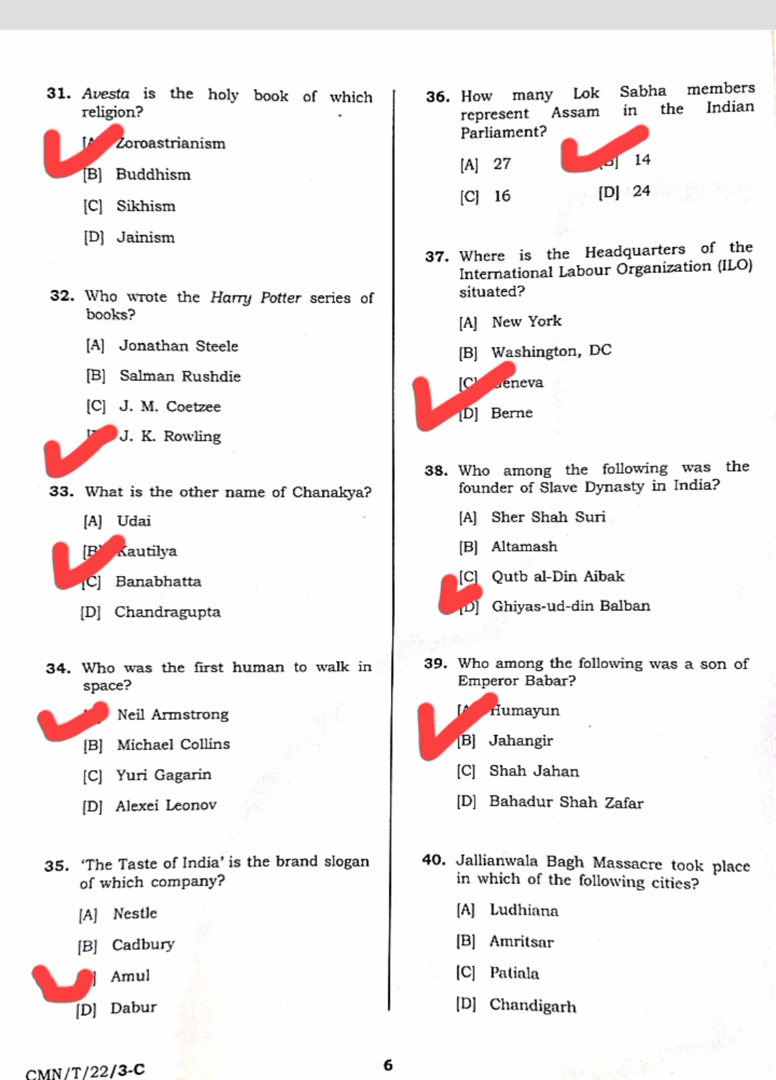 31. Avesta is the holy book of which
religion?
Zoroastrianism
[B] Buddhism
[C] Sikhism
[D] Jainism
32. Who wrote the Harry Potter series of
books?
[A] Jonathan Steele
[B] Salman Rushdie
[C] J. M. Coetzee
J. K. Rowling
33. What is the other name of Chanakya?
[A] Udai
[B] Kautilya
[C] Banabhatta
[D] Chandragupta
34. Who was the first human to walk in
space?
Neil Armstrong
[B] Michael Collins
[C] Yuri Gagarin
[D] Alexei Leonov
35. 'The Taste of India' is the brand slogan
of which company?
[A] Nestle
[B] Cadbury
Amul
[D] Dabur
36. How many Lok Sabha members
represent Assam in the Indian
Parliament?
[A] 27 [B] 14
[C] 16 [D] 24
37. Where is the Headquarters of the
International Labour Organization (ILO)
situated?
[A] New York
[B] Washington, DC
[C] Geneva
[D] Berne
38. Who among the following was the
founder of Slave Dynasty in India?
[A] Sher Shah Suri
[B] Altamash
[C] Qutb al-Din Aibak
[D] Ghiyas-ud-din Balban
39. Who among the following was a son of
Emperor Babar?
[A] Humayun
[B] Jahangir
[C] Shah Jahan
[D] Bahadur Shah Zafar
40. Jallianwala Bagh Massacre took place
in which of the following cities?
[A] Ludhiana
[B] Amritsar
[C] Patiala
[D] Chandigarh
CMN/T/22/3-C
6